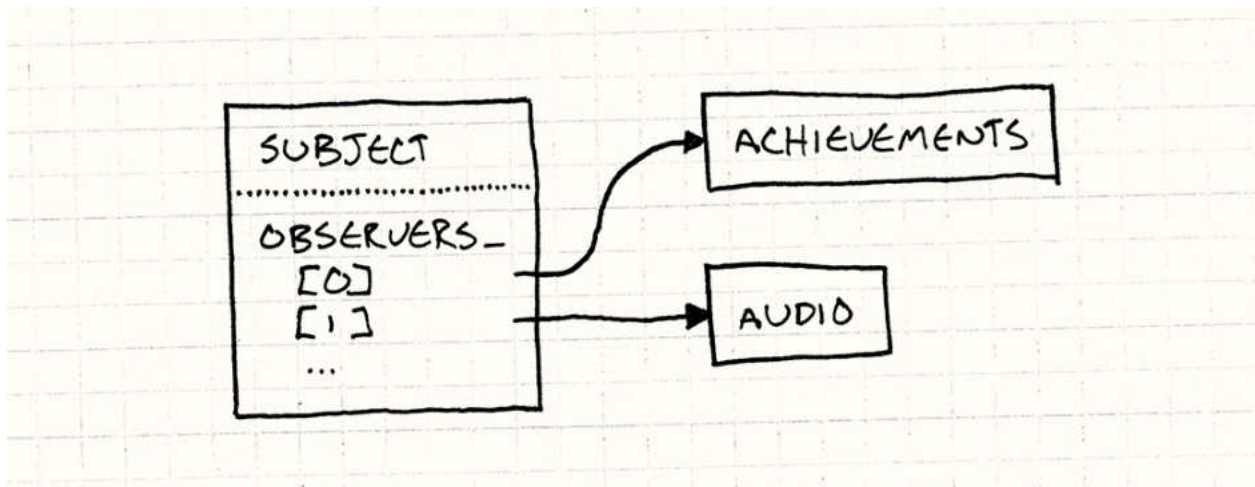 SUBJECT
OBSERVERS_
[0]
[1]
...
ACHIEVEMENTS
AUDIO